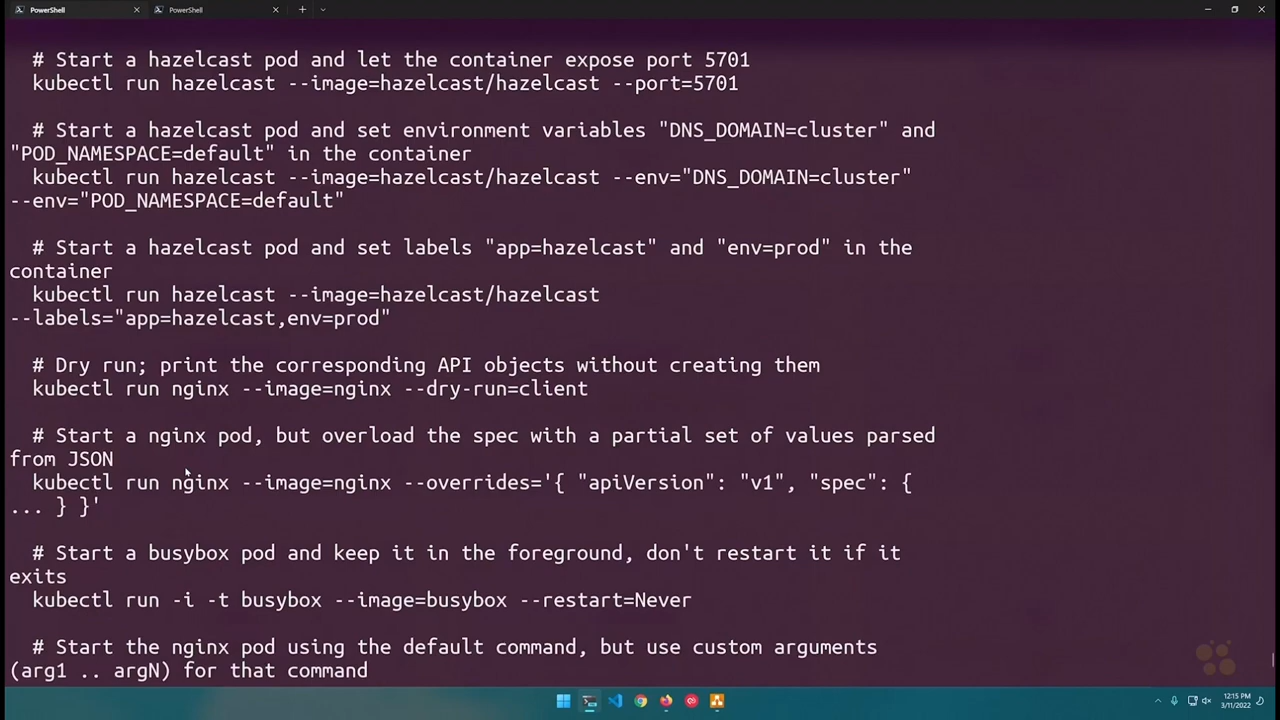 PowerShell
PowerShell
# Start a hazelcast pod and let the container expose port 5701
kubectl run hazelcast --image=hazelcast/hazelcast --port=5701
# Start a hazelcast pod and set environment variables "DNS_DOMAIN=cluster" and
"POD_NAMESPACE=default" in the container
kubectl run hazelcast --image=hazelcast/hazelcast --env="DNS_DOMAIN=cluster"
--env="POD_NAMESPACE=default"
# Start a hazelcast pod and set labels "app=hazelcast" and "env=prod" in the
container
kubectl run hazelcast --image=hazelcast/hazelcast
--labels="app=hazelcast,env=prod"
# Dry run; print the corresponding API objects without creating them
kubectl run nginx --image=nginx --dry-run=client
# Start a nginx pod, but overload the spec with a partial set of values parsed
from JSON
kubectl run nginx --image=nginx --overrides='{ "apiVersion": "v1", "spec": {
... } }'
# Start a busybox pod and keep it in the foreground, don't restart it if it
exits
kubectl run -i -t busybox --image=busybox --restart=Never
# Start the nginx pod using the default command, but use custom arguments
(arg1 .. argN) for that command
12:15 PM
3/11/2022